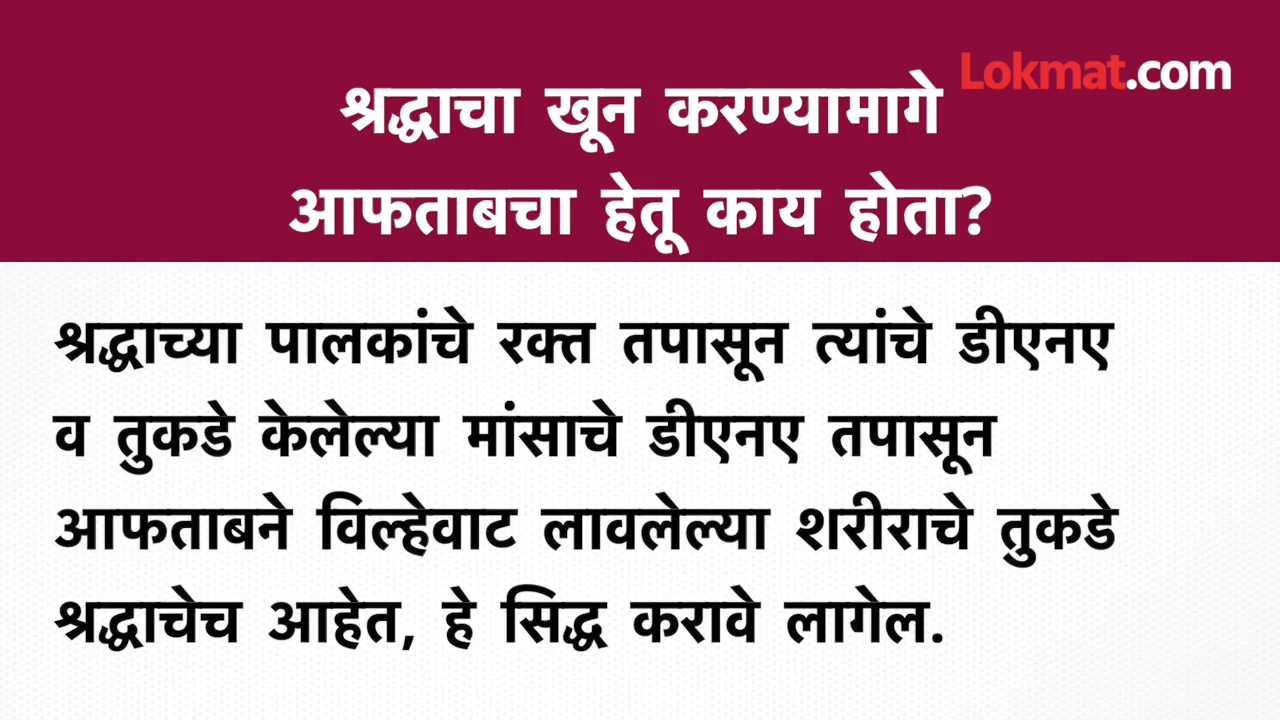 Lokmat.com
श्रद्धाचा खून करण्यामागे
आफताबचा हेतू काय होता?
श्रद्धाच्या पालकांचे रक्त तपासून त्यांचे डीएनए
व तुकडे केलेल्या मांसाचे डीएनए तपासून
आफताबने विल्हेवाट लावलेल्या शरीराचे तुकडे
श्रद्धाचेच आहेत, हे सिद्ध करावे लागेल.